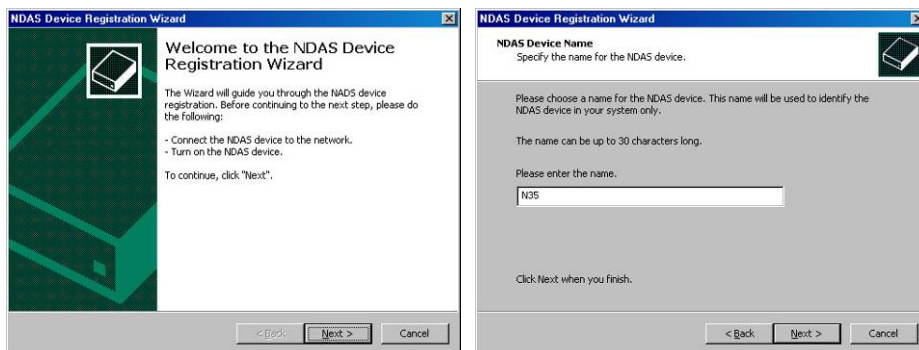 NDAS Device Registration Wizard
Welcome to the NDAS Device
Registration Wizard
The Wizard will guide you through the NADS device
registration. Before continuing to the next step, please do
the following:
- Connect the NDAS device to the network.
- Turn on the NDAS device.
To continue, click "Next".
< Back
Next >
Cancel
NDAS Device Registration Wizard
NDAS Device Name
Specify the name for the NDAS device.
Please choose a name for the NDAS device. This name will be used to identify the
NDAS device in your system only.
The name can be up to 30 characters long.
Please enter the name.
N35
Click Next when you finish.
< Back
Next >
Cancel